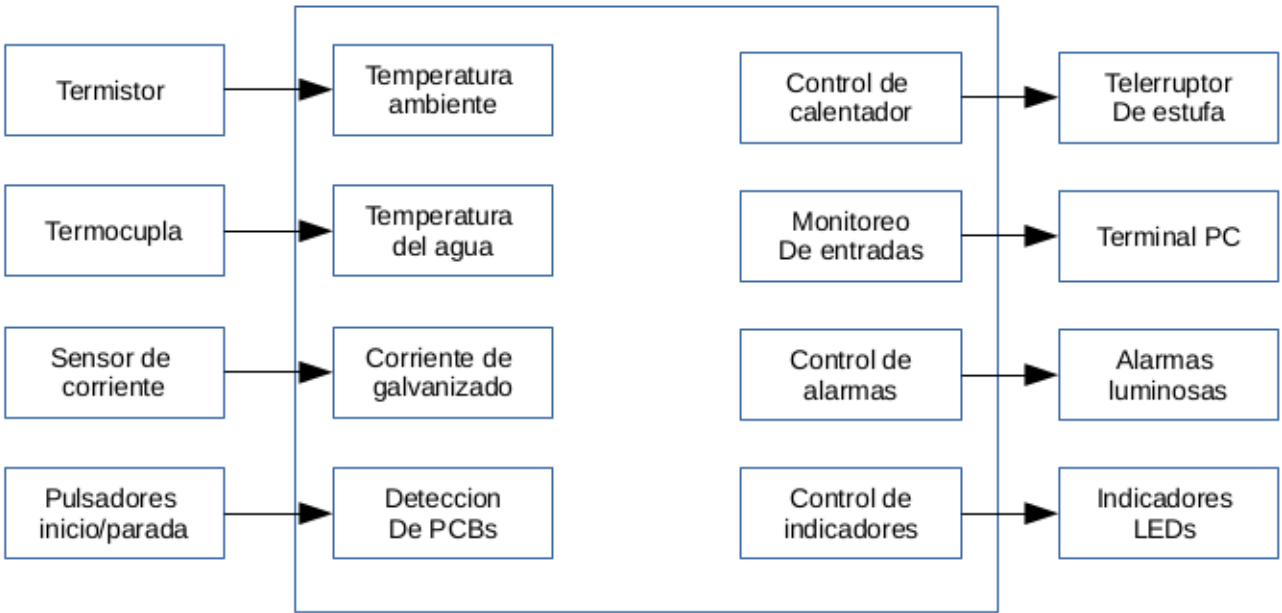 Termistor
Temperatura
ambiente
Control de
calentador
Telerruptor
De estufa
Termocupla
Temperatura
del agua
Monitoreo
De entradas
Terminal PC
Sensor de
corriente
Corriente de
galvanizado
Control de
alarmas
Alarmas
luminosas
Pulsadores
inicio/parada
Deteccion
De PCBs
Control de
indicadores
Indicadores
LEDs